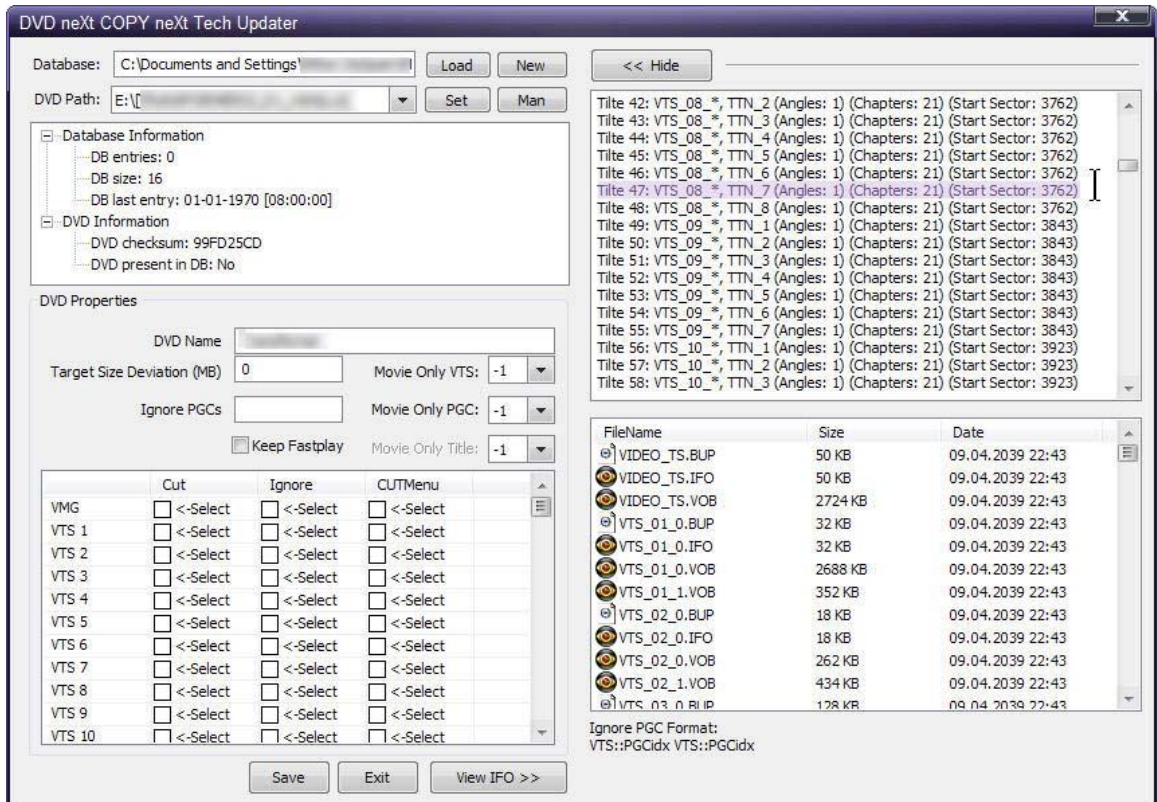 DVD neXt COPY neXt Tech Updater
X
Database: C:\Documents and Settings\ Load New
DVD Path: E:\[ Set Man
Database Information
DB entries: 0
DB size: 16
DB last entry: 01-01-1970 [08:00:00]
DVD Information
DVD checksum: 99FD25CD
DVD present in DB: No
DVD Properties
DVD Name
Target Size Deviation (MB) 0 Movie Only VTS: -1
Ignore PGCs Movie Only PGC: -1
Keep Fastplay Movie Only Title: -1
Cut Ignore CUTMenu
VMG <-Select <-Select <-Select
VTS 1 <-Select <-Select <-Select
VTS 2 <-Select <-Select <-Select
VTS 3 <-Select <-Select <-Select
VTS 4 <-Select <-Select <-Select
VTS 5 <-Select <-Select <-Select
VTS 6 <-Select <-Select <-Select
VTS 7 <-Select <-Select <-Select
VTS 8 <-Select <-Select <-Select
VTS 9 <-Select <-Select <-Select
VTS 10 <-Select <-Select <-Select
Save Exit View IFO >>
<< Hide
Tilte 42: VTS_08_*, TTN_2 (Angles: 1) (Chapters: 21) (Start Sector: 3762)
Tilte 43: VTS_08_*, TTN_3 (Angles: 1) (Chapters: 21) (Start Sector: 3762)
Tilte 44: VTS_08_*, TTN_4 (Angles: 1) (Chapters: 21) (Start Sector: 3762)
Tilte 45: VTS_08_*, TTN_5 (Angles: 1) (Chapters: 21) (Start Sector: 3762)
Tilte 46: VTS_08_*, TTN_6 (Angles: 1) (Chapters: 21) (Start Sector: 3762)
Tilte 47: VTS_08_*, TTN_7 (Angles: 1) (Chapters: 21) (Start Sector: 3762)
Tilte 48: VTS_08_*, TTN_8 (Angles: 1) (Chapters: 21) (Start Sector: 3762)
Tilte 49: VTS_09_*, TTN_1 (Angles: 1) (Chapters: 21) (Start Sector: 3843)
Tilte 50: VTS_09_*, TTN_2 (Angles: 1) (Chapters: 21) (Start Sector: 3843)
Tilte 51: VTS_09_*, TTN_3 (Angles: 1) (Chapters: 21) (Start Sector: 3843)
Tilte 52: VTS_09_*, TTN_4 (Angles: 1) (Chapters: 21) (Start Sector: 3843)
Tilte 53: VTS_09_*, TTN_5 (Angles: 1) (Chapters: 21) (Start Sector: 3843)
Tilte 54: VTS_09_*, TTN_6 (Angles: 1) (Chapters: 21) (Start Sector: 3843)
Tilte 55: VTS_09_*, TTN_7 (Angles: 1) (Chapters: 21) (Start Sector: 3843)
Tilte 56: VTS_10_*, TTN_1 (Angles: 1) (Chapters: 21) (Start Sector: 3923)
Tilte 57: VTS_10_*, TTN_2 (Angles: 1) (Chapters: 21) (Start Sector: 3923)
Tilte 58: VTS_10_*, TTN_3 (Angles: 1) (Chapters: 21) (Start Sector: 3923)
FileName Size Date
VIDEO_TS.BUP 50 KB 09.04.2039 22:43
VIDEO_TS.IFO 50 KB 09.04.2039 22:43
VIDEO_TS.VOB 2724 KB 09.04.2039 22:43
VTS_01_0.BUP 32 KB 09.04.2039 22:43
VTS_01_0.IFO 32 KB 09.04.2039 22:43
VTS_01_0.VOB 2688 KB 09.04.2039 22:43
VTS_01_1.VOB 352 KB 09.04.2039 22:43
VTS_02_0.BUP 18 KB 09.04.2039 22:43
VTS_02_0.IFO 18 KB 09.04.2039 22:43
VTS_02_0.VOB 262 KB 09.04.2039 22:43
VTS_02_1.VOB 434 KB 09.04.2039 22:43
VTS_03_0.BUP 128 KB 09.04.2039 22:43
Ignore PGC Format:
VTS::PGCidx VTS::PGCidx